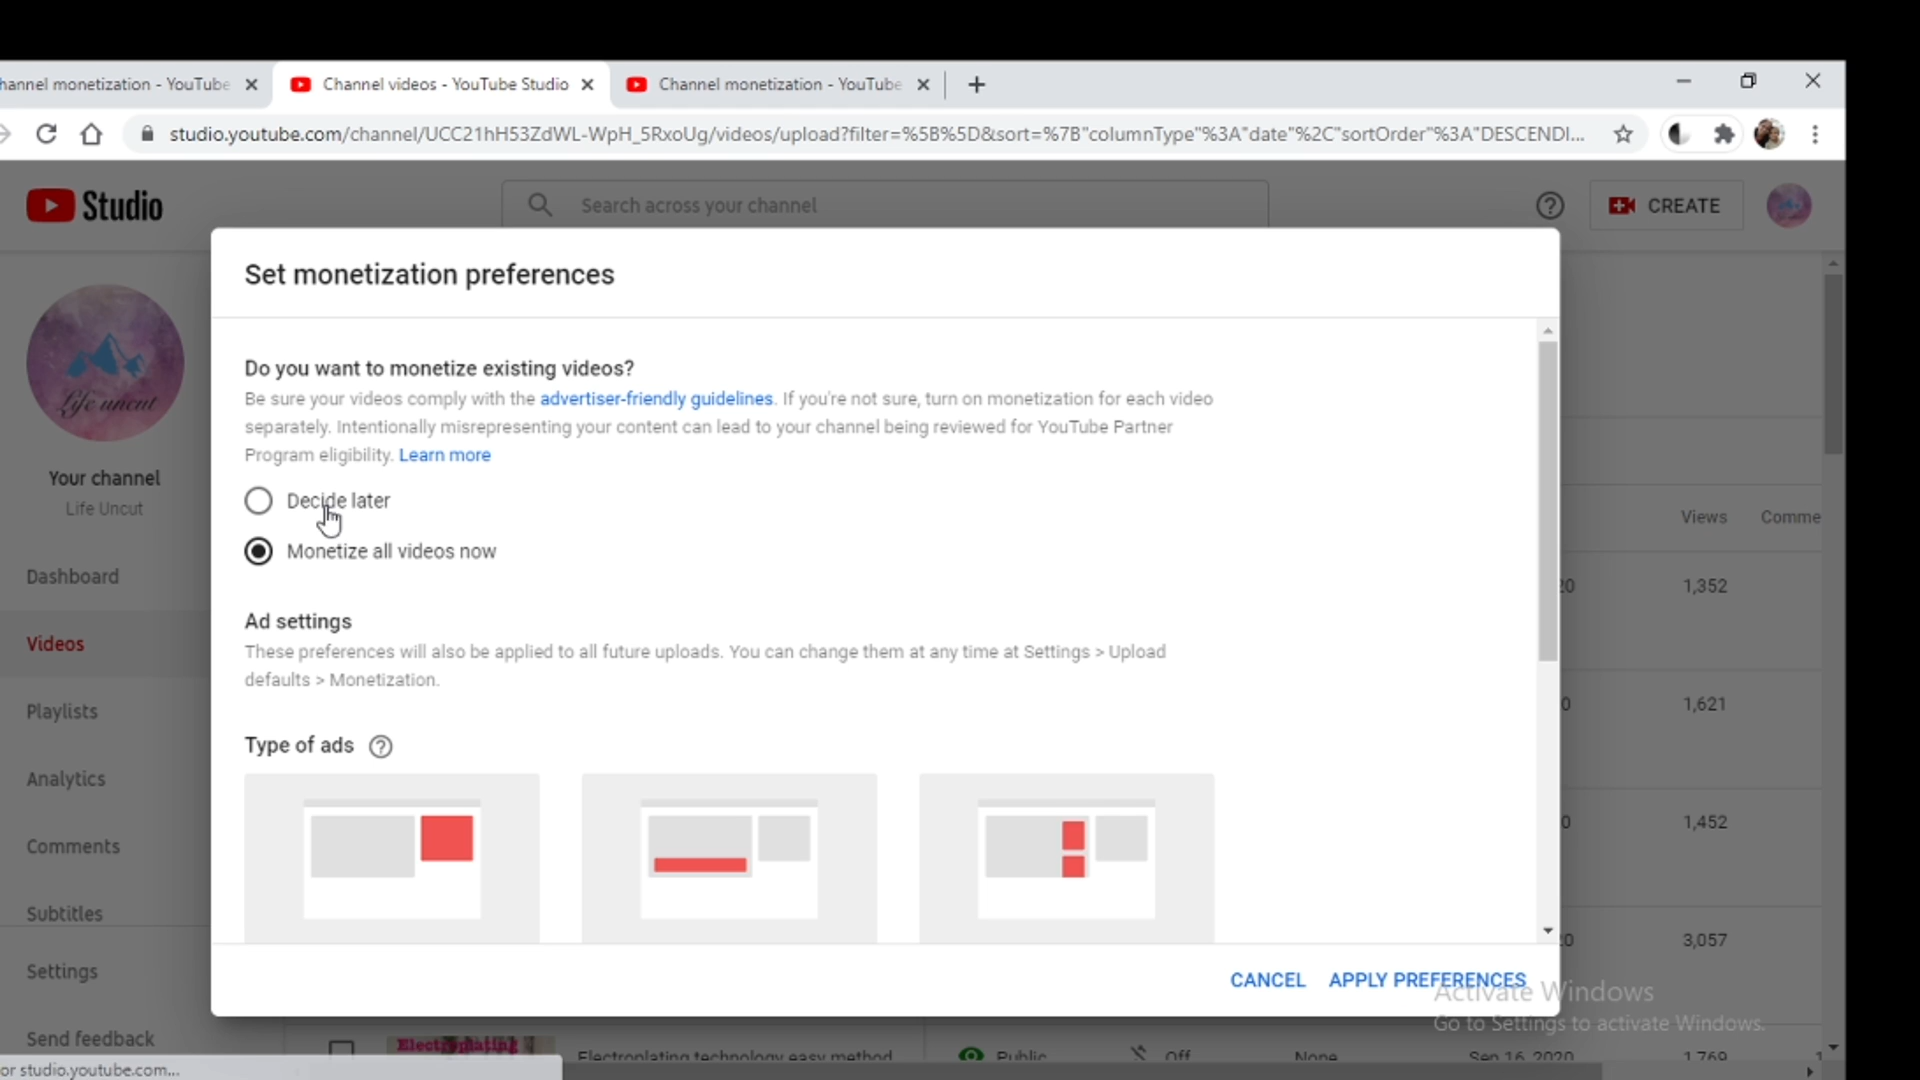 hannel monetization - YouTube
Channel videos - YouTube Studio
Channel monetization - YouTube
studio.youtube.com/channel/UCC21hH53ZdWL-WpH_5RxoUg/videos/upload?filter=%5B%5D&sort=%7B"columnType"%3A"date"%2C"sortOrder"%3A"DESCENDI...
Studio
Search across your channel
CREATE
Set monetization preferences
Do you want to monetize existing videos?
Be sure your videos comply with the advertiser-friendly guidelines. If you're not sure, turn on monetization for each video
separately. Intentionally misrepresenting your content can lead to your channel being reviewed for YouTube Partner
Program eligibility. Learn more
Decide later
Monetize all videos now
Ad settings
These preferences will also be applied to all future uploads. You can change them at any time at Settings > Upload
defaults > Monetization.
Type of ads
CANCEL
APPLY PREFERENCES
Life uncut
Your channel
Life Uncut
Dashboard
Videos
Playlists
Analytics
Comments
Subtitles
Settings
Send feedback
Views
Comme
20
1,352
0
1,621
0
1,452
20
3,057
Activate Windows
Go to Settings to activate Windows.
Electroplating
Electroplating technology easy method
Public
Off
None
Sep 16, 2020
1,769
1
or studio.youtube.com...